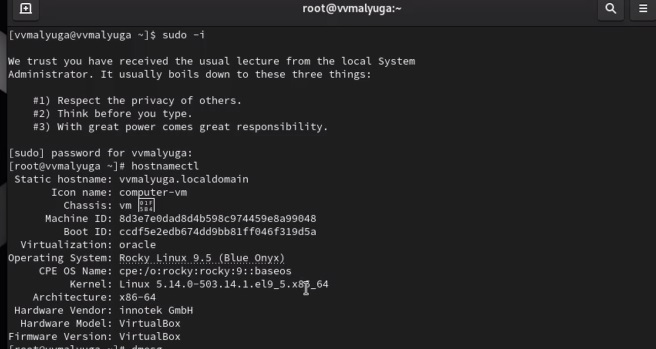 root@vvmalyuga:~
[vvmalyuga@vvmalyuga ~]$ sudo -i
We trust you have received the usual lecture from the local System
Administrator. It usually boils down to these three things:
#1) Respect the privacy of others.
#2) Think before you type.
#3) With great power comes great responsibility.
[sudo] password for vvmalyuga:
[root@vvmalyuga ~]# hostnamectl
Static hostname: vvmalyuga.localdomain
Icon name: computer-vm
Chassis: vm
Machine ID: 8d3e7e0dad8d4b598c974459e8a99048
Boot ID: ccdf5e2edb674dd9bb81ff046f319d5a
Virtualization: oracle
Operating System: Rocky Linux 9.5 (Blue Onyx)
CPE OS Name: cpe:/o:rocky:rocky:9::baseos
Kernel: Linux 5.14.0-503.14.1.el9_5.x86_64
Architecture: x86-64
Hardware Vendor: innotek GmbH
Hardware Model: VirtualBox
Firmware Version: VirtualBox
[root@vvmalyuga ~]# dmesg